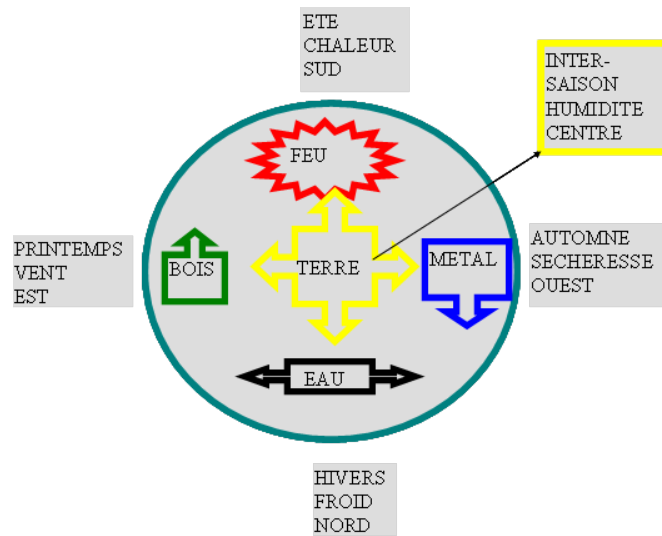 ETE
CHALEUR
SUD
INTER-
SAISON
HUMIDITE
CENTRE
FEU
PRINTEMPS
VENT
EST
BOIS
TERRE
METAL
AUTOMNE
SECHERESSE
OUEST
EAU
HIVERS
FROID
NORD